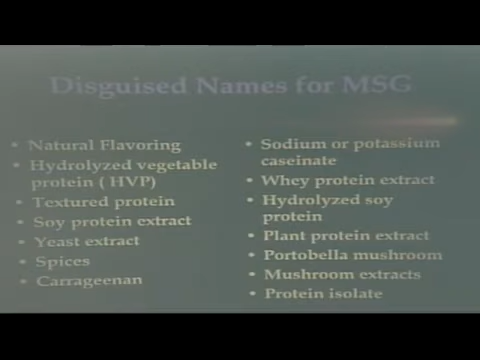 Disguised Names for MSG
• Natural Flavoring
• Hydrolyzed vegetable
protein ( HVP)
• Textured protein
• Soy protein extract
• Yeast extract
• Spices
• Carrageenan
• Sodium or potassium
caseinate
• Whey protein extract
• Hydrolyzed soy
protein
• Plant protein extract
• Portobella mushroom
• Mushroom extracts
• Protein isolate